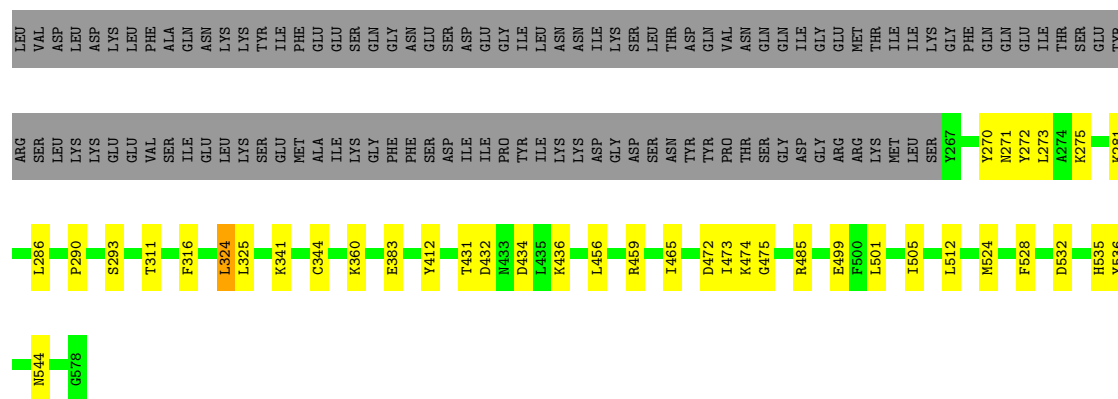 LEU VAL ASP LEU LEU ASP LYS LEU PHE ALA GLN ASN LYS LYS TYR ILE PHE GLU GLU SER GLN GLY ASN GLU SER ASP GLU GLY ILE LEU ASN ASN ILE LYS SER LEU THR ASP GLN VAL ASN GLN GLN ILE GLY GLU MET THR ILE ILE LYS GLY PHE GLN GLN GLU ILE THR SER GLU TYR
ARG SER LEU LYS LYS GLU GLU VAL SER ILE GLU LEU LYS SER GLU MET ALA ILE LYS GLY PHE PHE SER ASP ILE ILE PRO TYR ILE LYS LYS ASP GLY ASP SER ASN TYR TYR PRO THR SER GLY ASP GLY ARG ARG LYS MET LEU SER Y267 Y270 N271 Y272 L273 A274 K275 K281
L286 P290 S293 T311 F316 L324 L325 K341 C344 K360 E383 Y412 T431 D432 N433 D434 L435 K436 L456 R459 I465 D472 I473 K474 G475 R485 E499 F500 L501 I505 L512 M524 F528 D532 H535 Y536
N544 G578